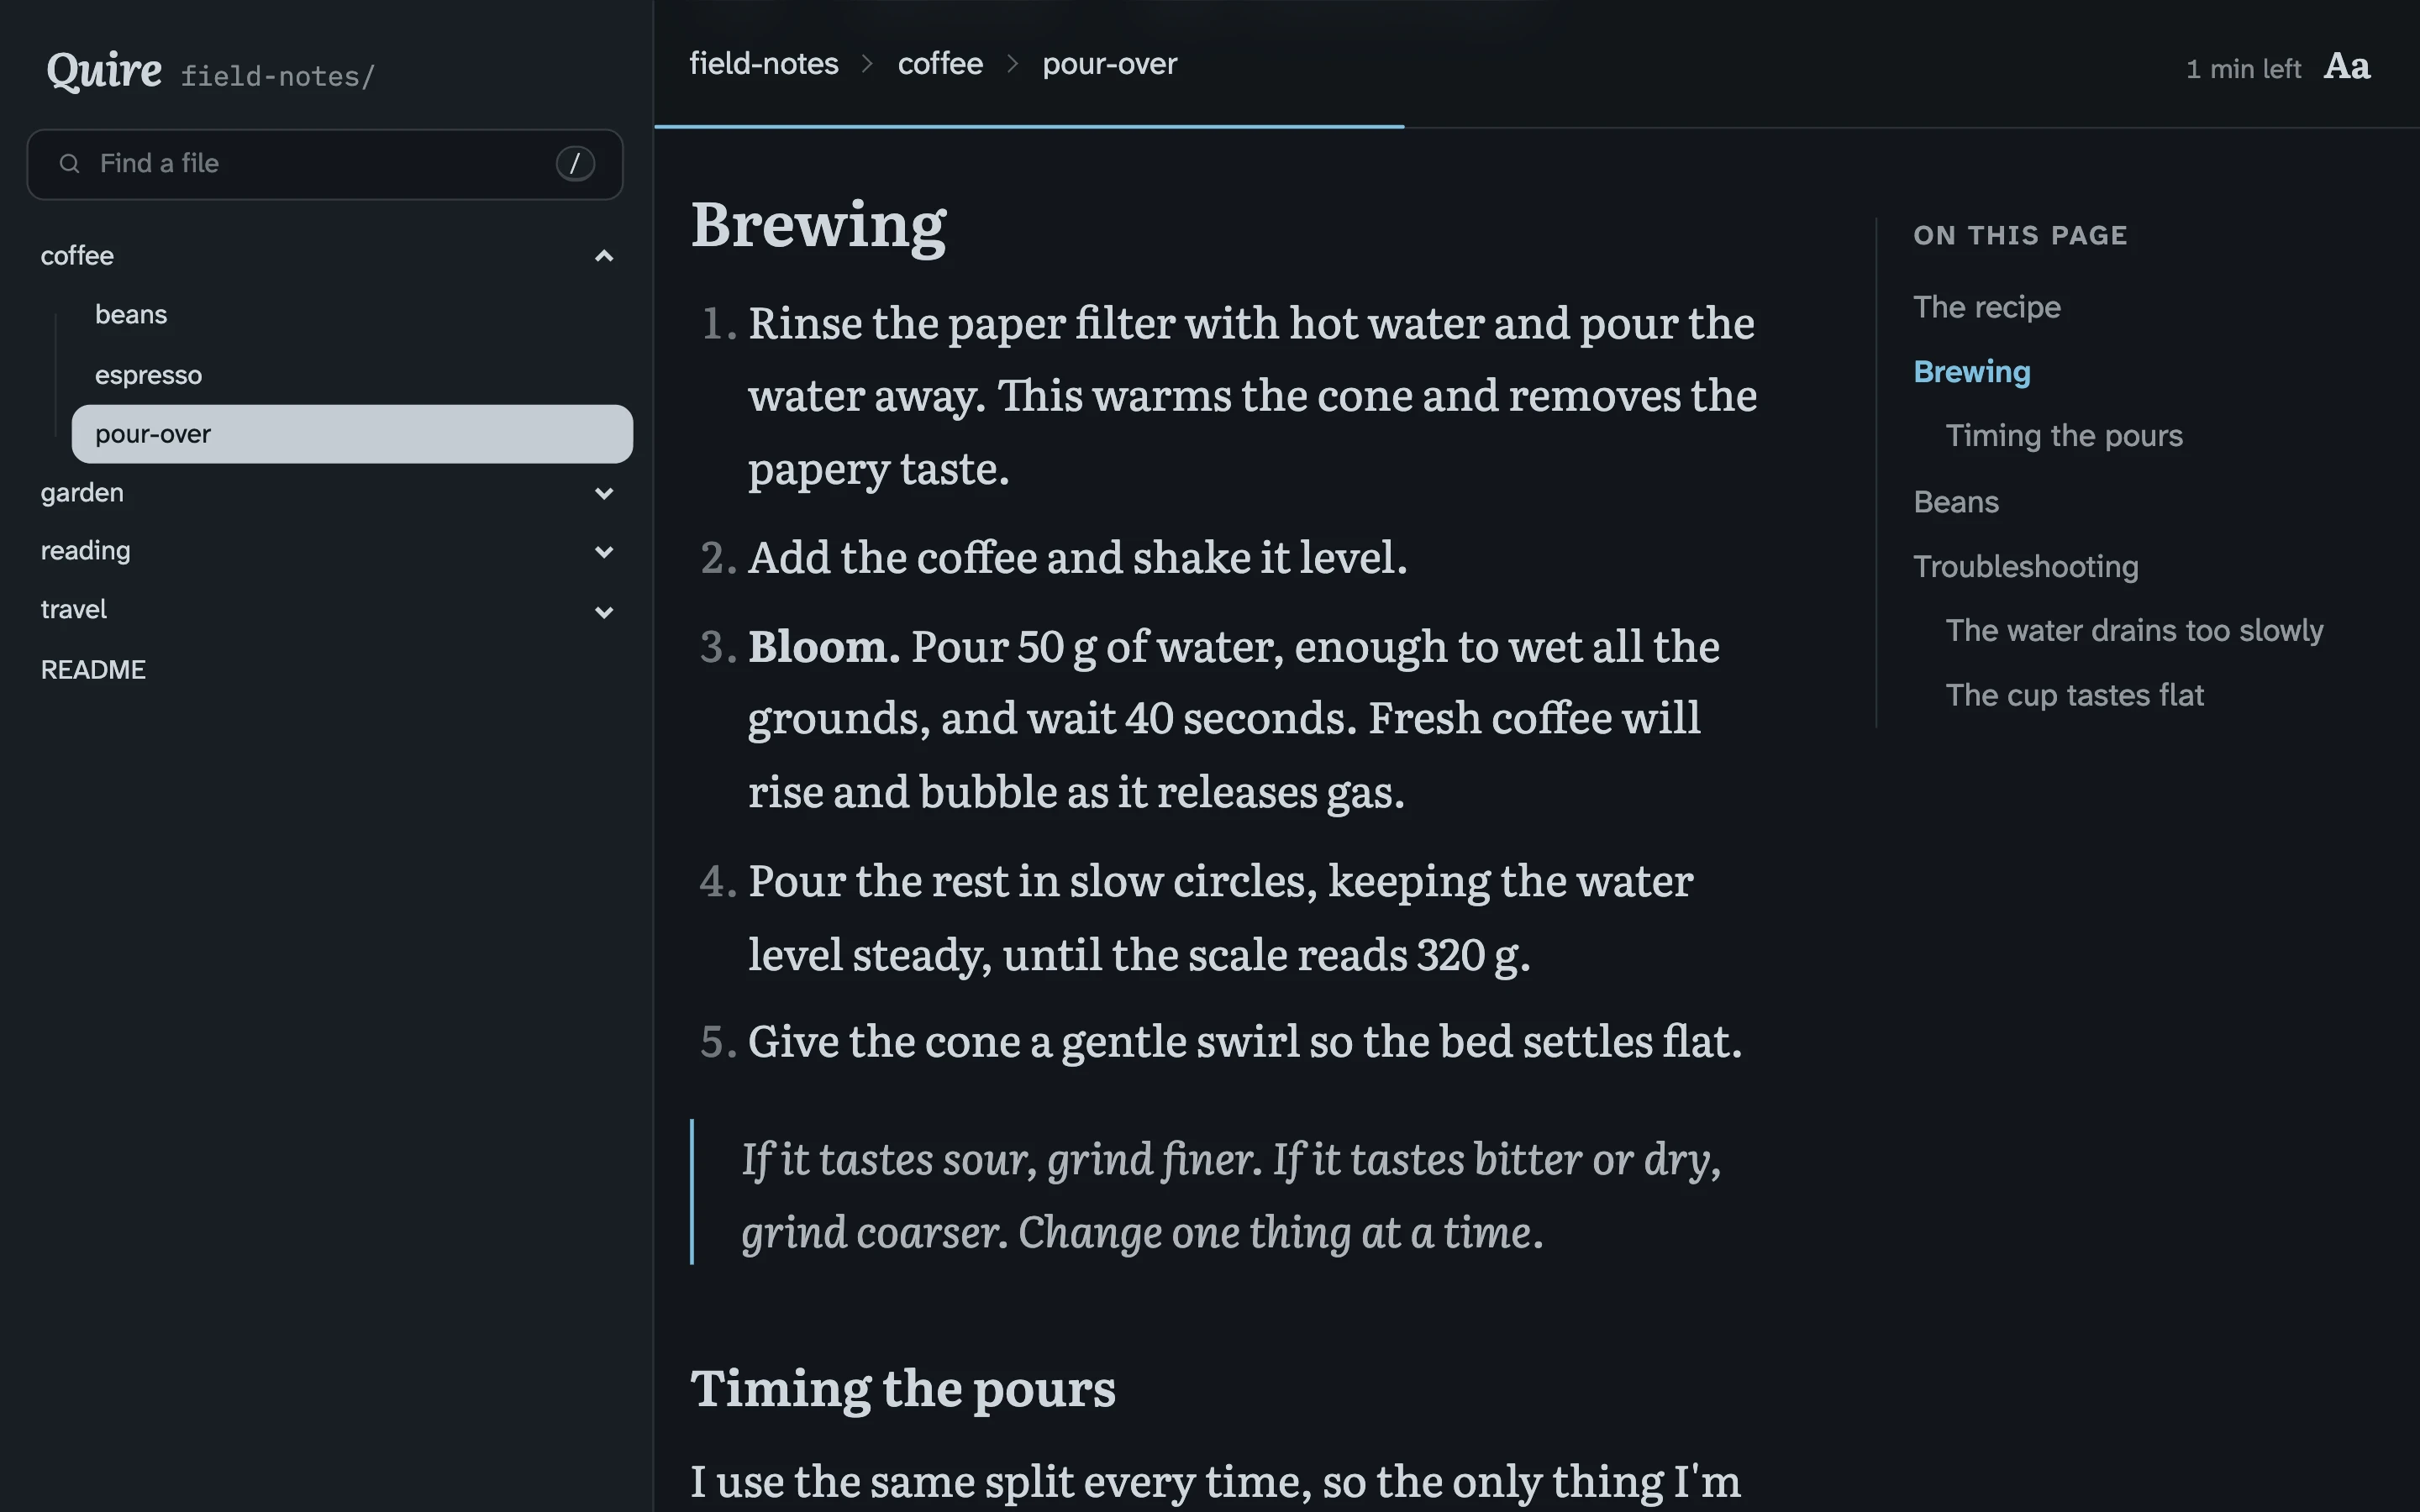 Quire field-notes/
Find a file /
coffee
beans
espresso
pour-over
garden
reading
travel
README
field-notes > coffee > pour-over
1 min left Aa
Brewing
1. Rinse the paper filter with hot water and pour the
water away. This warms the cone and removes the
papery taste.
2. Add the coffee and shake it level.
3. Bloom. Pour 50 g of water, enough to wet all the
grounds, and wait 40 seconds. Fresh coffee will
rise and bubble as it releases gas.
4. Pour the rest in slow circles, keeping the water
level steady, until the scale reads 320 g.
5. Give the cone a gentle swirl so the bed settles flat.
If it tastes sour, grind finer. If it tastes bitter or dry,
grind coarser. Change one thing at a time.
Timing the pours
I use the same split every time, so the only thing I'm
ON THIS PAGE
The recipe
Brewing
Timing the pours
Beans
Troubleshooting
The water drains too slowly
The cup tastes flat